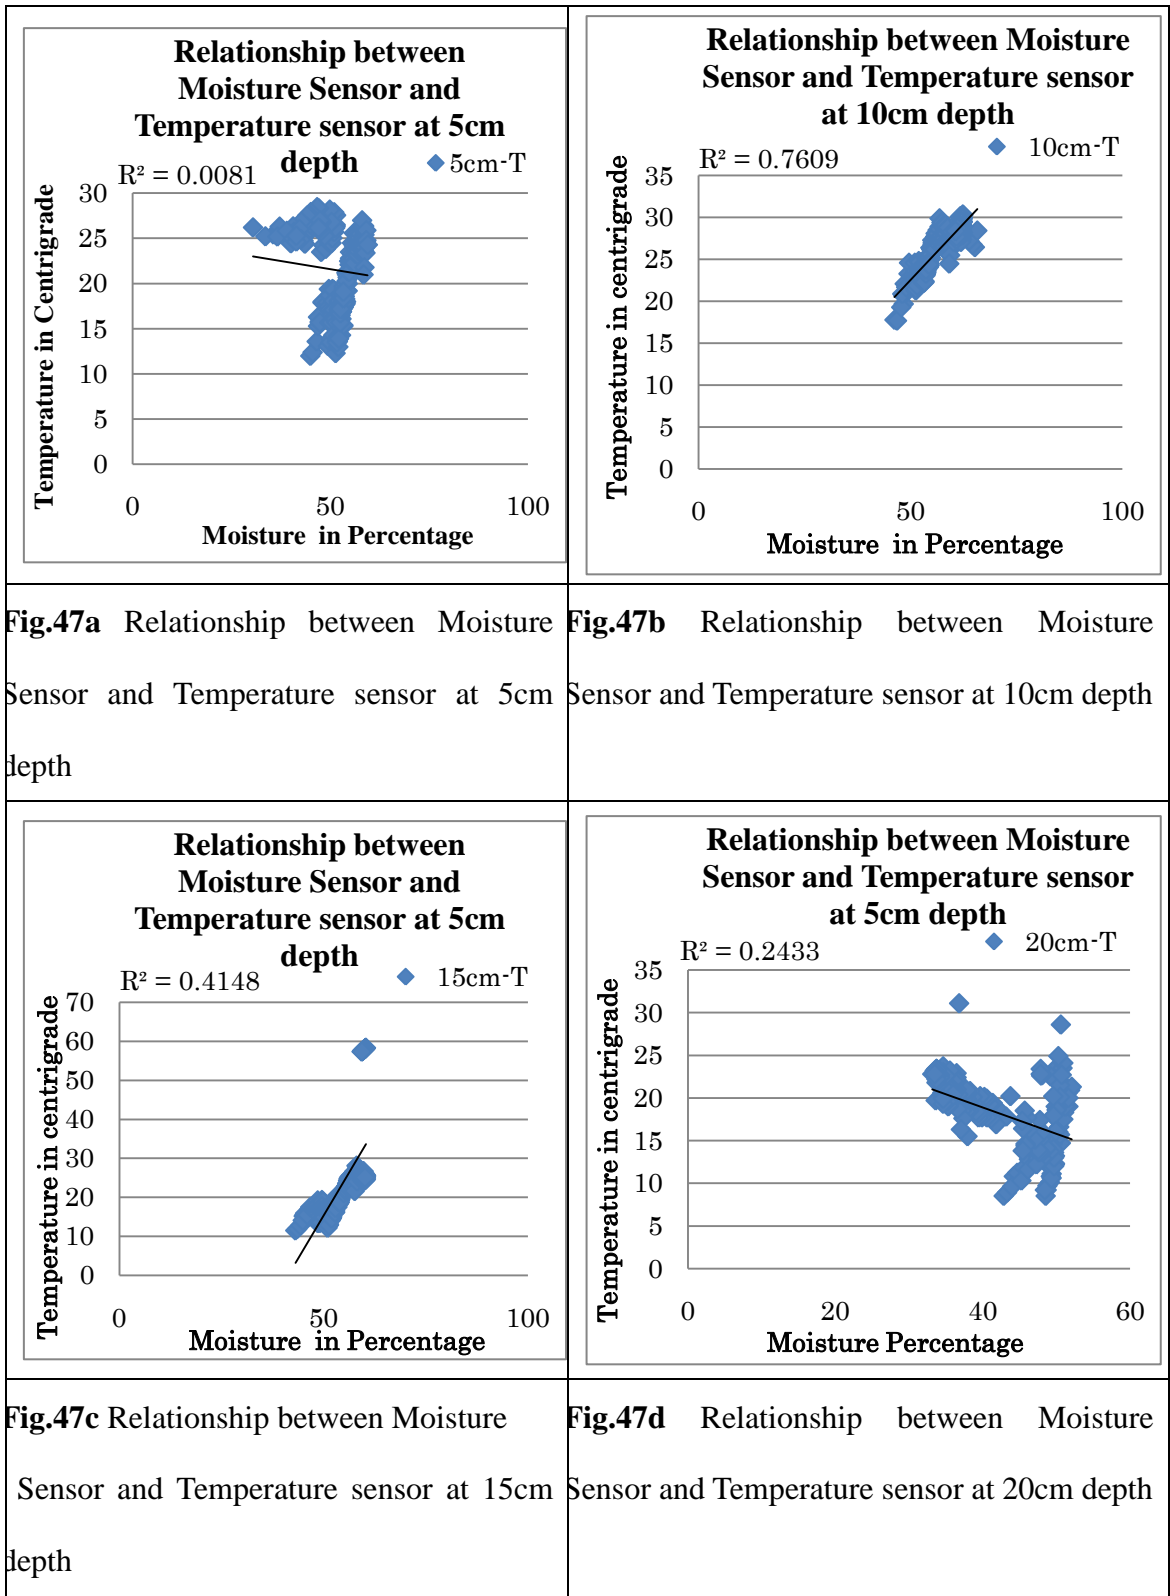 Relationship between
Moisture Sensor and
Temperature sensor at 5cm
depth
R² = 0.0081
5cm-T
Temperature in Centrigrade
30
25
20
15
10
5
0
0 50 100
Moisture in Percentage
Relationship between Moisture
Sensor and Temperature sensor
at 10cm depth
R² = 0.7609
10cm-T
Temperature in centrigrade
35
30
25
20
15
10
5
0
0 50 100
Moisture in Percentage
Fig.47a Relationship between Moisture
Sensor and Temperature sensor at 5cm
depth
Fig.47b Relationship between Moisture
Sensor and Temperature sensor at 10cm depth
Relationship between
Moisture Sensor and
Temperature sensor at 5cm
depth
R² = 0.4148
15cm-T
Temperature in centrigrade
70
60
50
40
30
20
10
0
0 50 100
Moisture in Percentage
Relationship between Moisture
Sensor and Temperature sensor
at 5cm depth
R² = 0.2433
20cm-T
Temperature in centrigrade
35
30
25
20
15
10
5
0
0 20 40 60
Moisture Percentage
Fig.47c Relationship between Moisture
Sensor and Temperature sensor at 15cm
depth
Fig.47d Relationship between Moisture
Sensor and Temperature sensor at 20cm depth